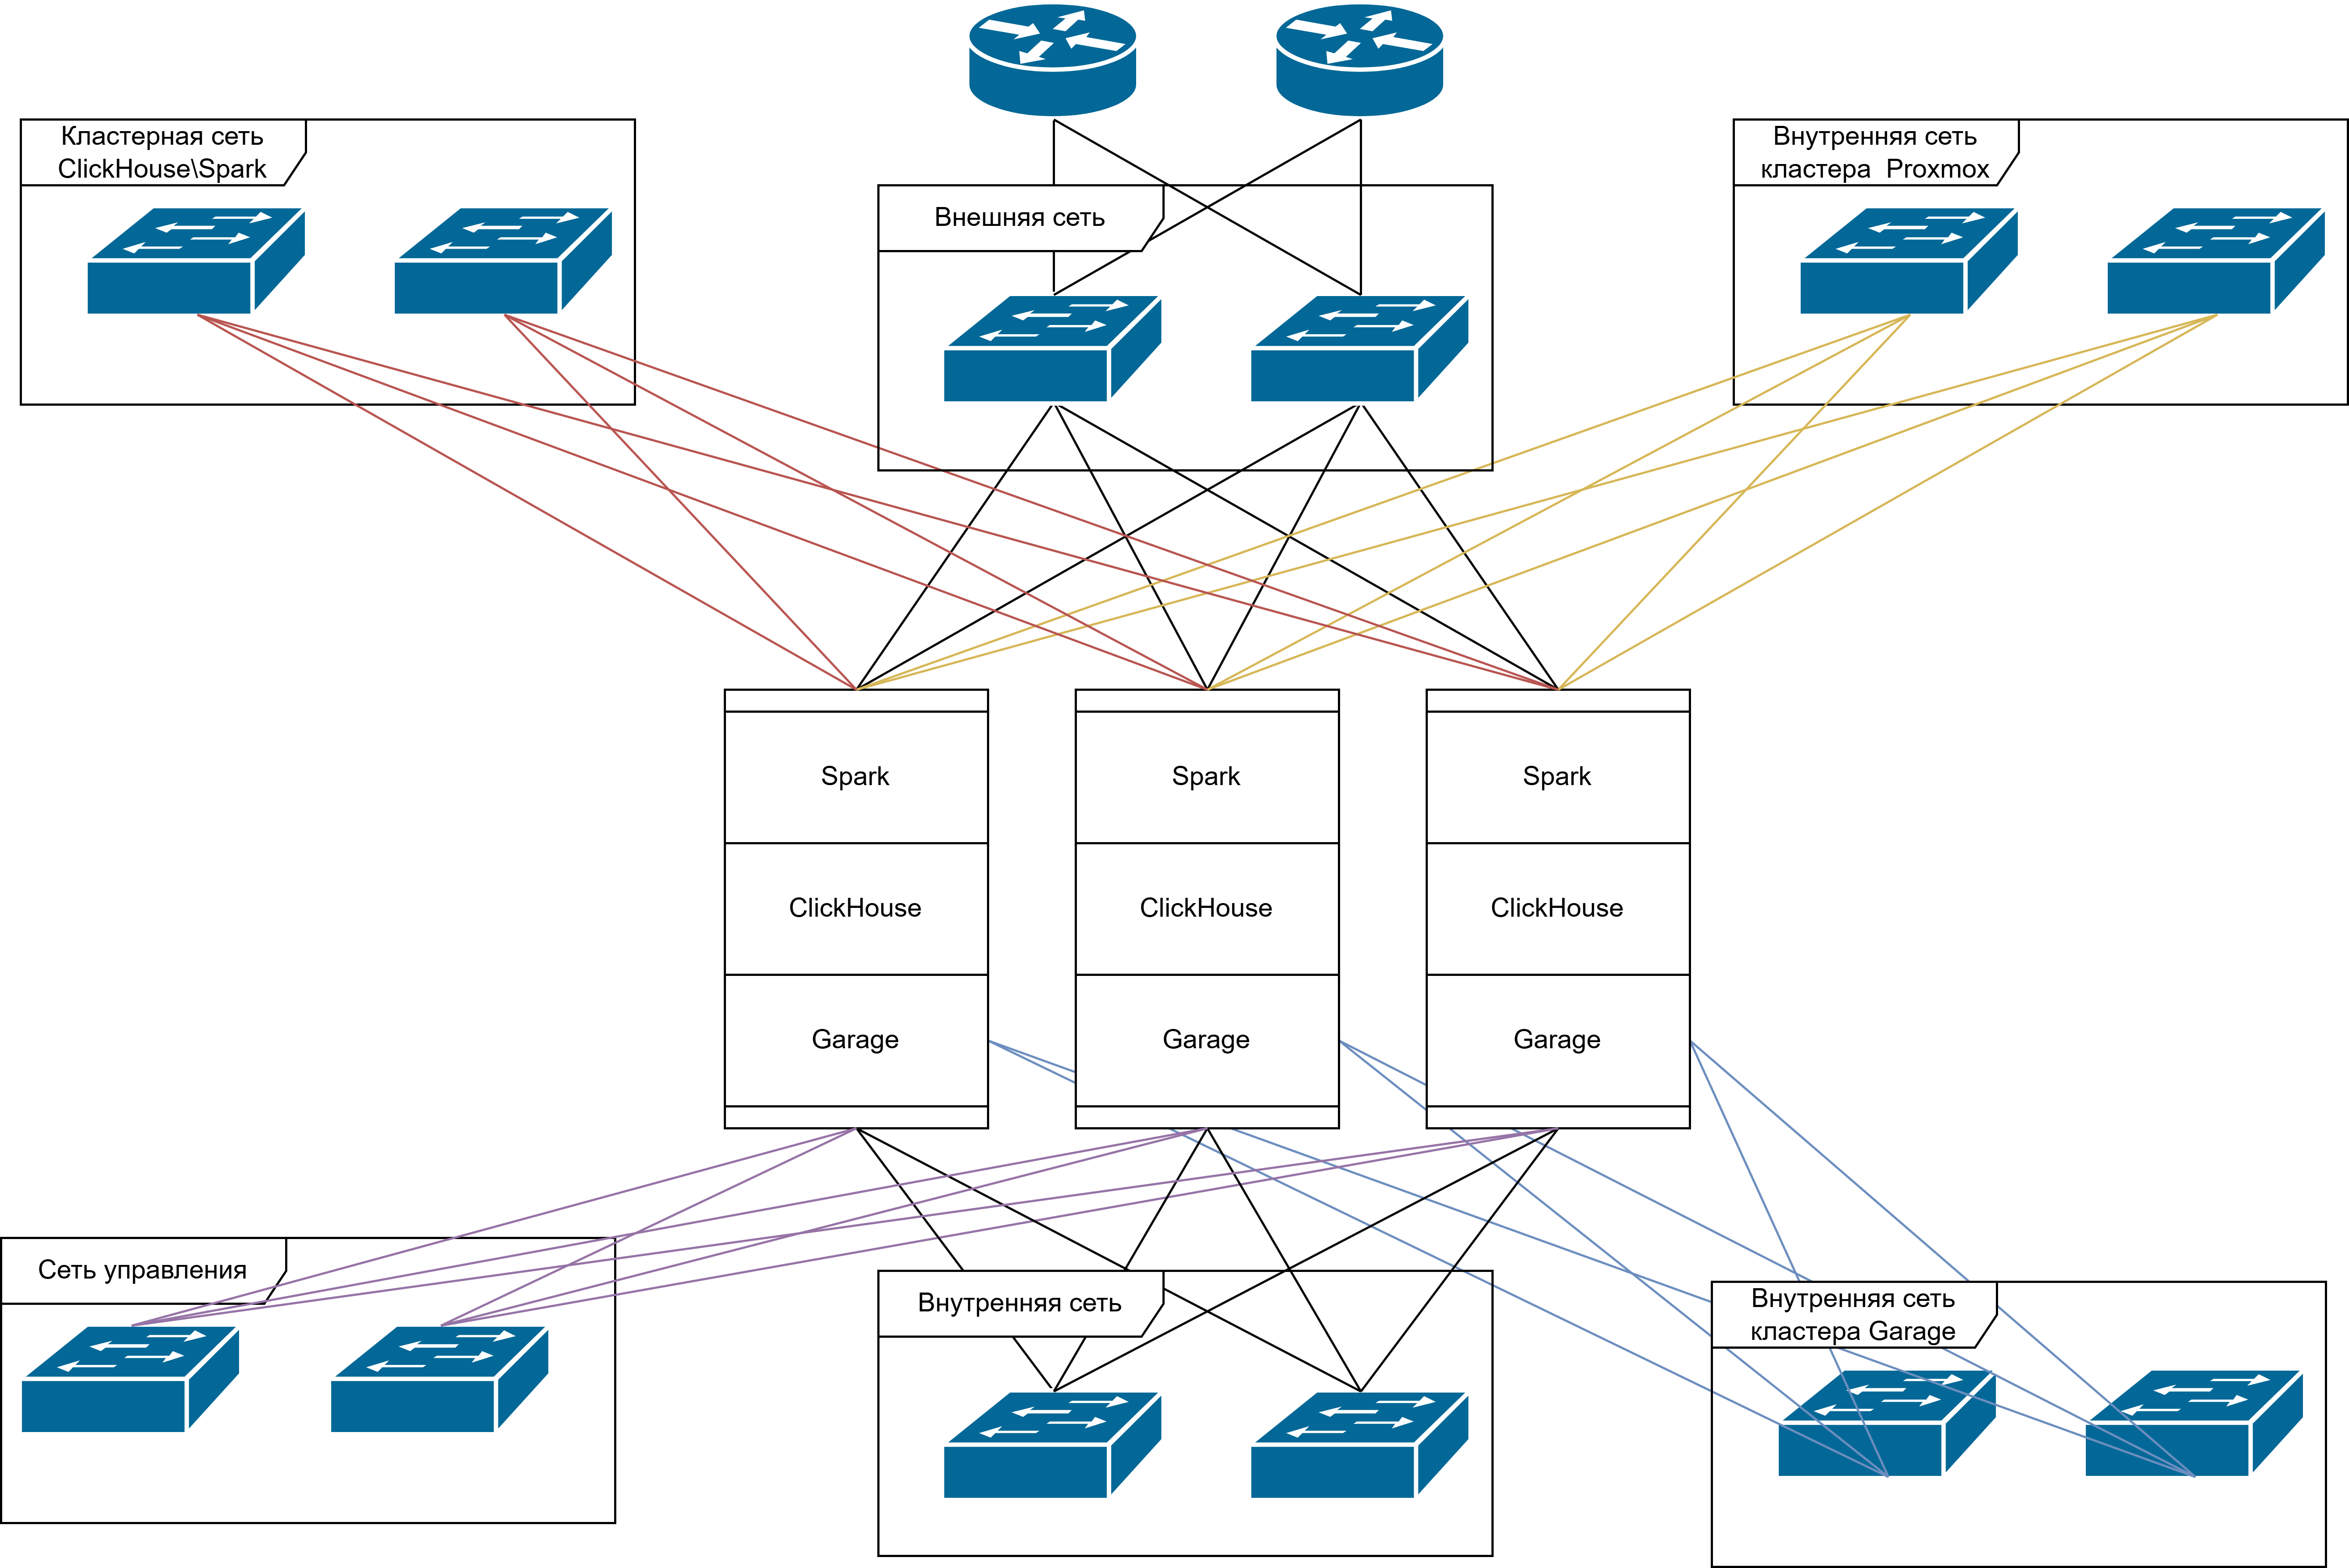 Кластерная сеть
ClickHouse\Spark
Внешняя сеть
Внутренняя сеть
кластера  Proxmox
Spark
Spark
Spark
ClickHouse
ClickHouse
ClickHouse
Garage
Garage
Garage
Сеть управления
Внутренняя сеть
Внутренняя сеть
кластера Garage